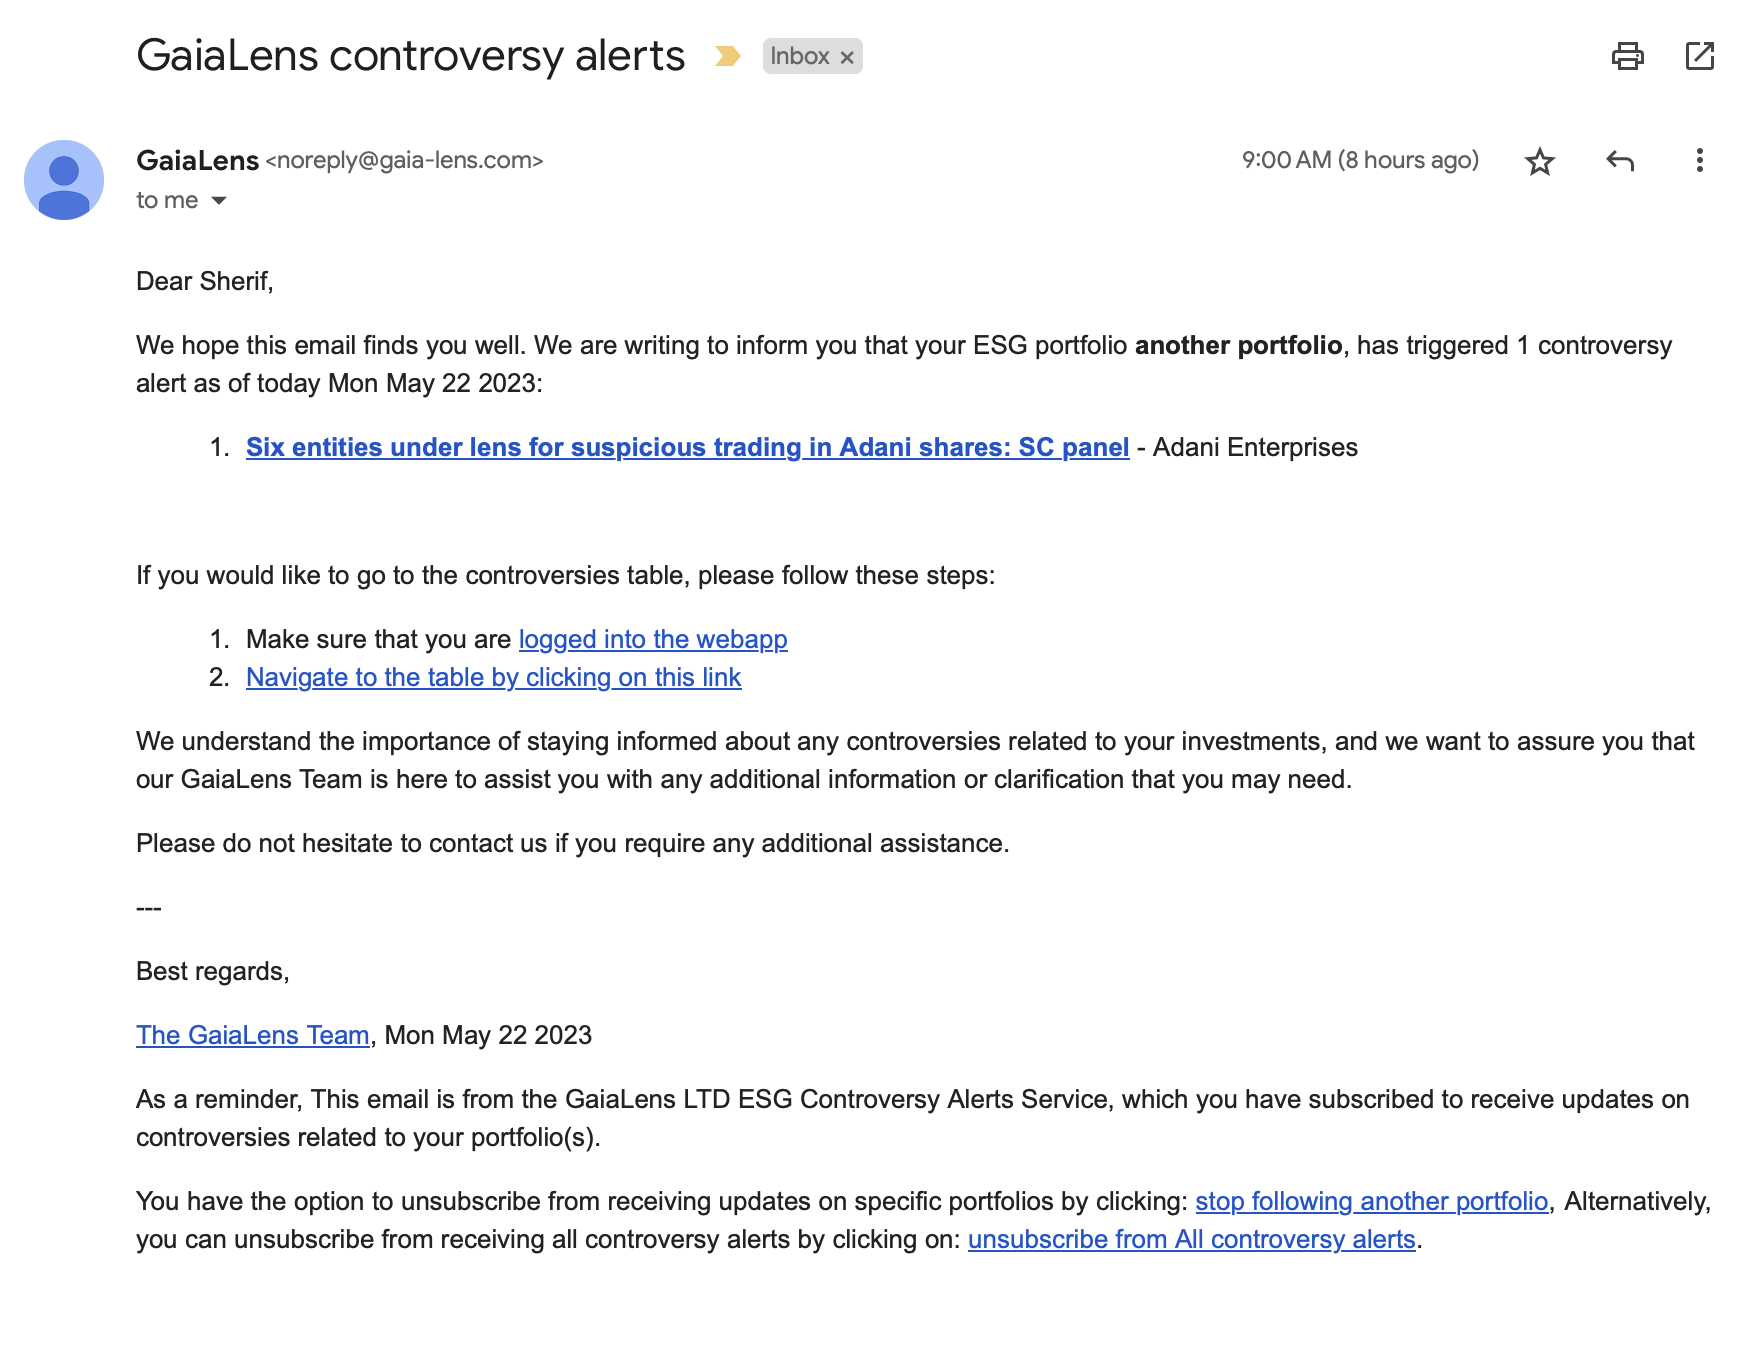 GaiaLens controversy alerts
Inbox ×
GaiaLens <noreply@gaia-lens.com>
9:00 AM (8 hours ago)
to me
Dear Sherif,
We hope this email finds you well. We are writing to inform you that your ESG portfolio another portfolio, has triggered 1 controversy
alert as of today Mon May 22 2023:
1. Six entities under lens for suspicious trading in Adani shares: SC panel - Adani Enterprises
If you would like to go to the controversies table, please follow these steps:
1. Make sure that you are logged into the webapp
2. Navigate to the table by clicking on this link
We understand the importance of staying informed about any controversies related to your investments, and we want to assure you that
our GaiaLens Team is here to assist you with any additional information or clarification that you may need.
Please do not hesitate to contact us if you require any additional assistance.
---
Best regards,
The GaiaLens Team, Mon May 22 2023
As a reminder, This email is from the GaiaLens LTD ESG Controversy Alerts Service, which you have subscribed to receive updates on
controversies related to your portfolio(s).
You have the option to unsubscribe from receiving updates on specific portfolios by clicking: stop following another portfolio, Alternatively,
you can unsubscribe from receiving all controversy alerts by clicking on: unsubscribe from All controversy alerts.